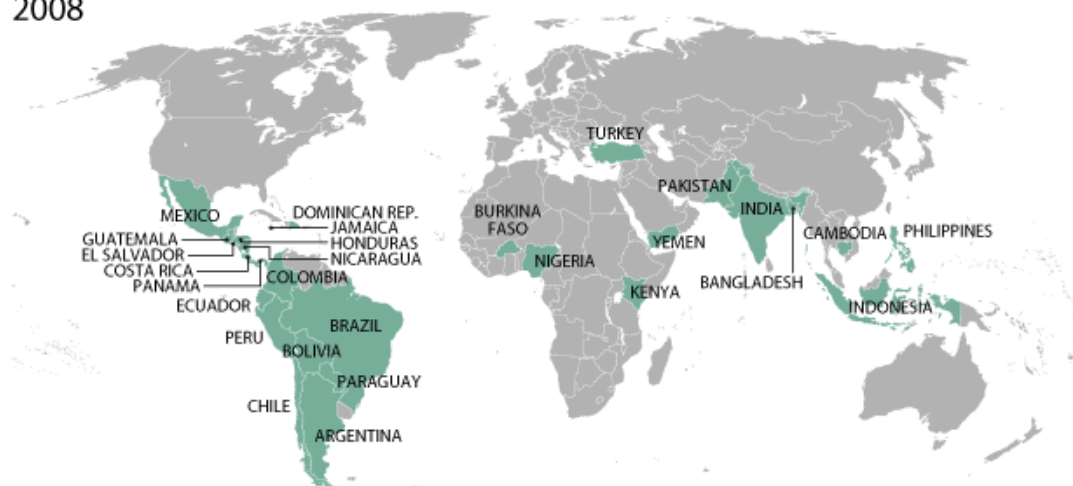 2008
TURKEY
PAKISTAN
MEXICO
DOMINICAN REP.
BURKINA
FASO
INDIA
JAMAICA
GUATEMALA
HONDURAS
CAMBODIA
PHILIPPINES
EL SALVADOR
YEMEN
NICARAGUA
NIGERIA
COSTA RICA
COLOMBIA
PANAMA
BANGLADESH
KENYA
ECUADOR
INDONESIA
BRAZIL
PERU
BOLIVIA
PARAGUAY
CHILE
ARGENTINA